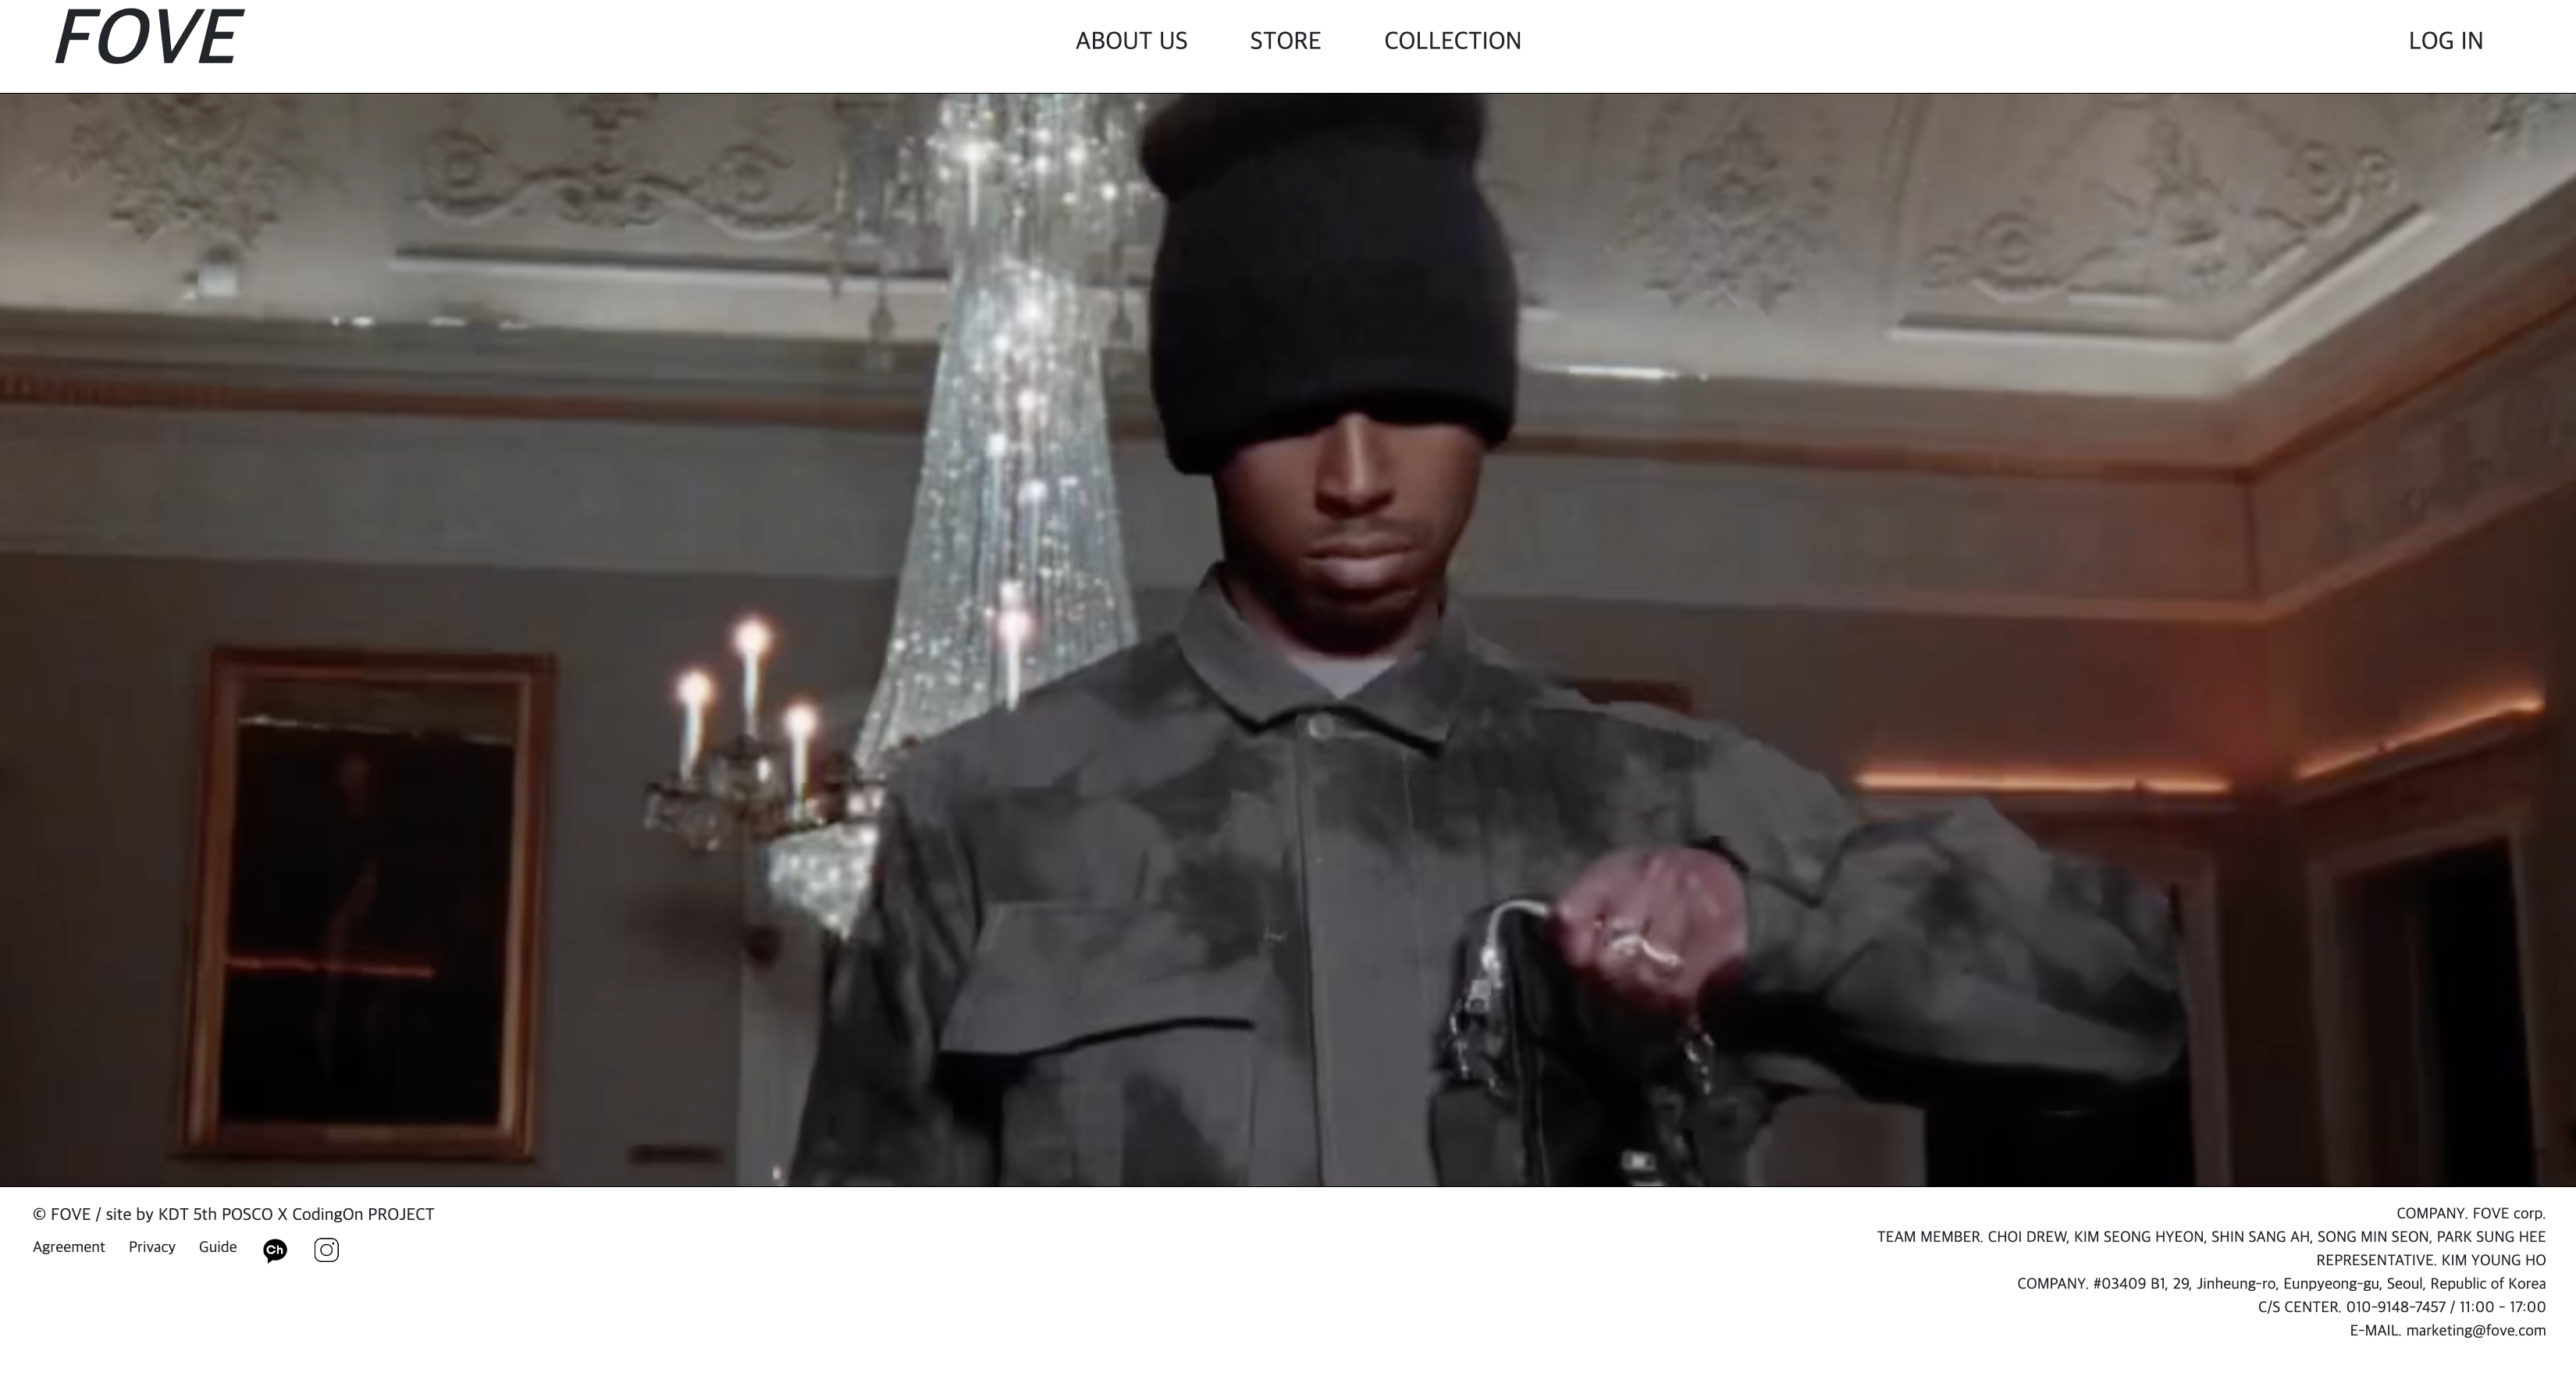 FOVE
ABOUT US STORE COLLECTION
LOG IN
© FOVE / site by KDT 5th POSCO X CodingOn PROJECT
Agreement Privacy Guide Ch
COMPANY. FOVE corp.
TEAM MEMBER. CHOI DREW, KIM SEONG HYEON, SHIN SANG AH, SONG MIN SEON, PARK SUNG HEE
REPRESENTATIVE. KIM YOUNG HO
COMPANY. #03409 B1, 29, Jinheung-ro, Eunpyeong-gu, Seoul, Republic of Korea
C/S CENTER. 010-9148-7457 / 11:00 - 17:00
E-MAIL. marketing@fove.com